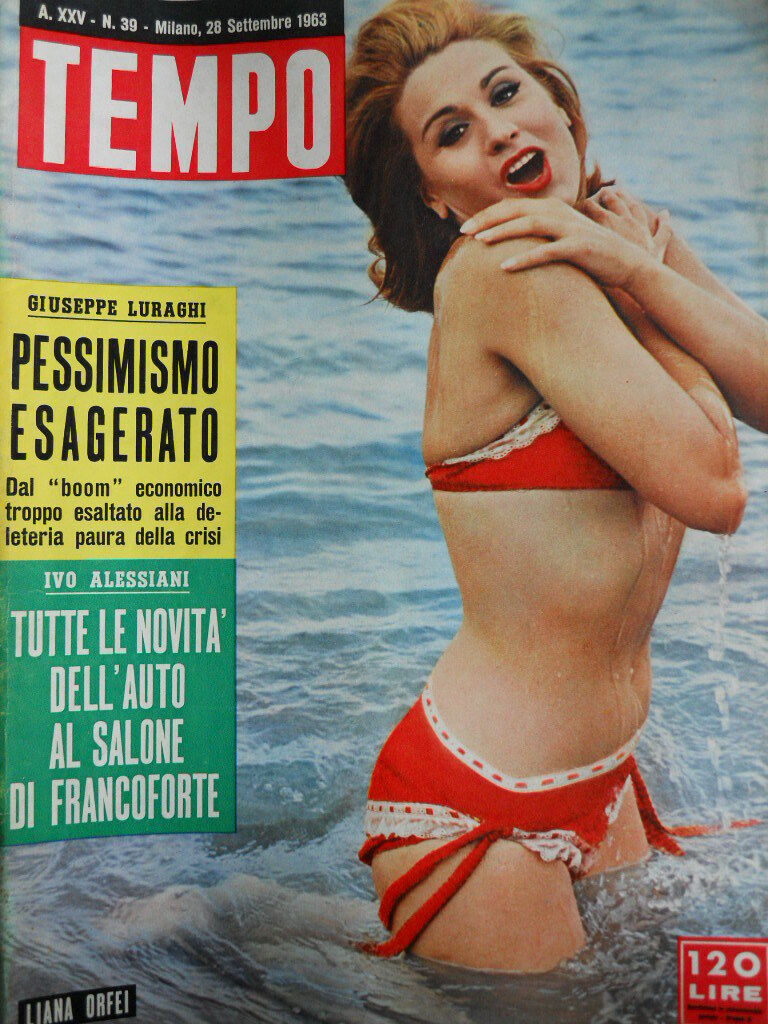 A. XXV - N. 39 - Milano, 28 Settembre 1963
TEMPO
GIUSEPPE LURAGHI
PESSIMISMO
ESAGERATO
Dal "boom" economico
troppo esaltato alla de-
leteria paura della crisi
IVO ALESSIANI
TUTTE LE NOVITA'
DELL'AUTO
AL SALONE
DI FRANCOFORTE
LIANA ORFEI
120
LIRE